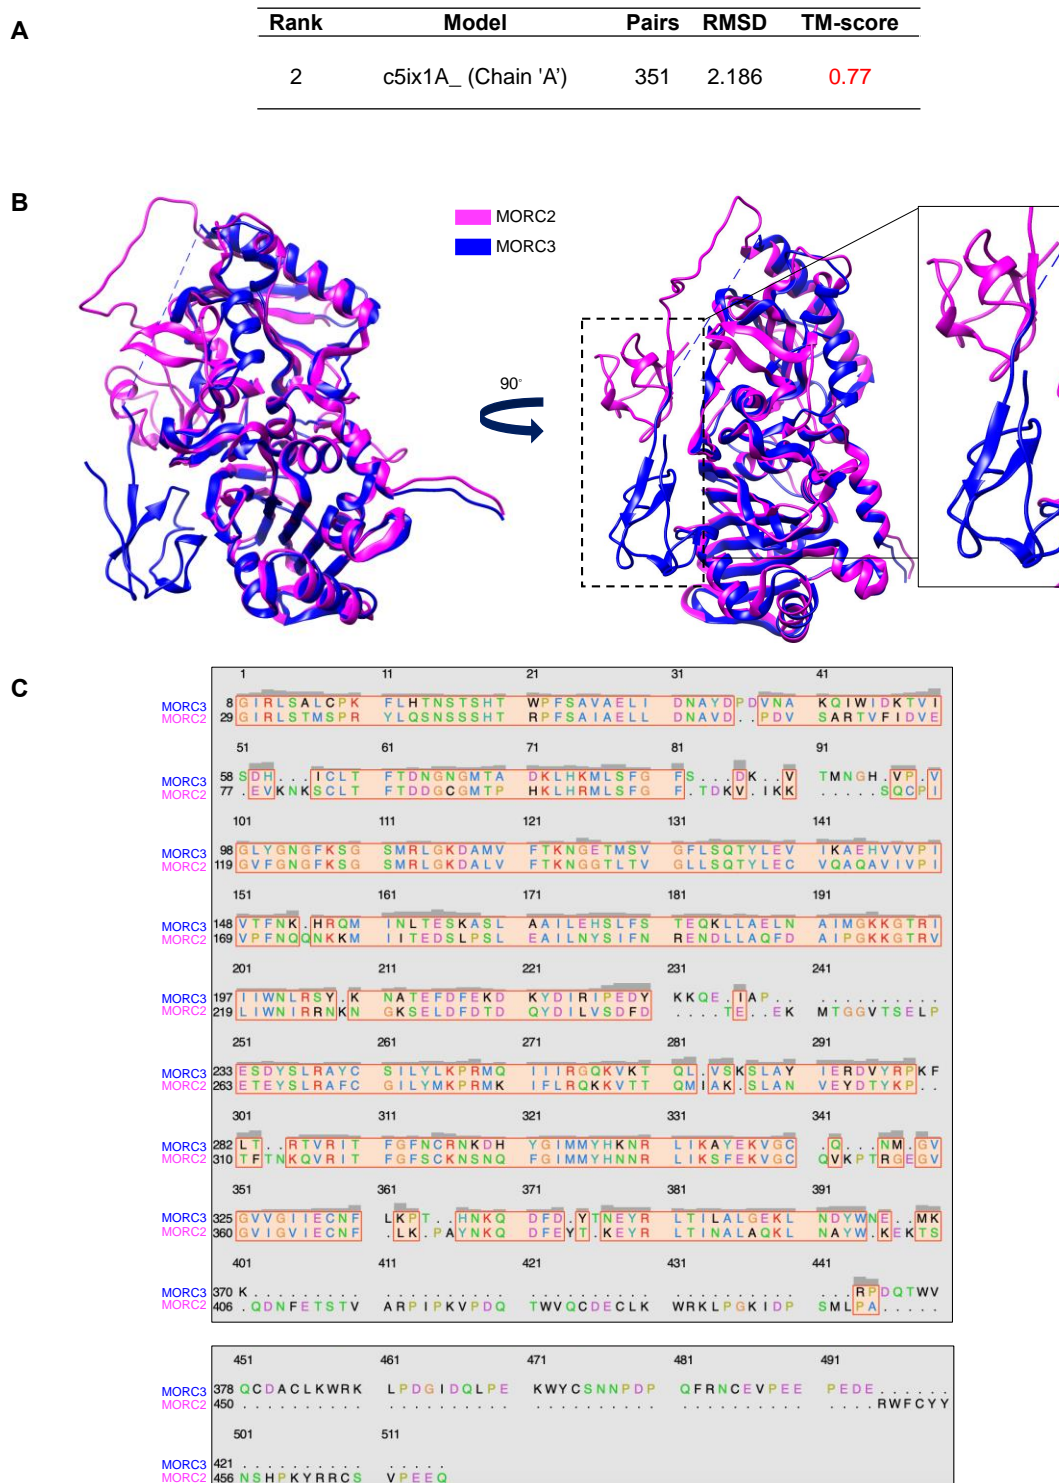 A
Rank Model Pairs RMSD TM-score
2 c5ix1A_ (Chain 'A') 351 2.186 0.77
B
MORC2
MORC3
90°
C
1 11 21 31 41
MORC3 8 GIRLSALCPK FLHTNSTSHT WPFSAVAELI DNAYDPDVNA KQIWIDKTVI
MORC2 29 GIRLSTMSPR YLQSNSSSHT RPFSAIAELL DNAVD..PDV SARTVFIDVE
51 61 71 81 91
MORC3 58 SDH...ICLT FTDNGNGMTA DKLHKMLSFG FS...DK..V TMNGH.VP.V
MORC2 77 .EVKNKSCLT FTDDGCGMTP HKLHRMLSFG F.TDKV.IKK .....SQCPI
101 111 121 131 141
MORC3 98 GLYGNGFKSG SMRLGKDAMV FTKNGETMSV GFLSQTYLEV IKAEHVVVPI
MORC2 119 GVFGNGFKSG SMRLGKDALV FTKNGETLTV GLLSQTYLEC VQAQAVIVPI
151 161 171 181 191
MORC3 148 VTFNK.HRQM INLTESKASL AAILEHSLFS TEQKLLAELN AIMGKKGTRI
MORC2 169 VPFNQQNKKM IITEDSLPSL EAILNYSIFN RENDLLAQFD AIPGKKGTRV
201 211 221 231 241
MORC3 197 IIWNLRSY.K NATEFDFEKD KYDIRIPEDY KKQE.IAP.. ..........
MORC2 219 LIWNIRRNKN GKSELDFDTD QYDILVSDFD ....TE..EK MTGGVTSELP
251 261 271 281 291
MORC3 233 ESDYSLRAYC SILYLKPRMQ IIIRGQKVKT QL.VSKSLAY IERDVYRPKF
MORC2 263 ETEYSLRAFC GILYMKPRMK IFLRQKKVTT QMIAK.SLAN VEYDTYKP..
301 311 321 331 341
MORC3 282 LT..RTVRIT FGFNCRNKDH YGIMMYHKNR LIKAYEKVGC .Q...NM.GV
MORC2 310 TFTNKQVRIT FGFSCKNSNQ FGIMMYHNNR LIKSFEKVGC QVKPTRGEGV
351 361 371 381 391
MORC3 325 GVVGIIECNF LKPT..HNKQ DFD.YTNEYR LTILALGEKL NDYWNE..MK
MORC2 360 GVIGVIECNF .LK.PAYNKQ DFEYT.KEYR LTINALAQKL NAYW.KEKTS
401 411 421 431 441
MORC3 370 K......... .......... .......... .......... ...RPDQTWV
MORC2 406 .QDNFETSTV ARPIPKVPDQ TWVQCDECLK WRKLPGKIDP SMLPA.....
451 461 471 481 491
MORC3 378 QCDACLKWRK LPDGIDQLPE KWYCSNNPDP QFRNCEVPEE PEDE......
MORC2 450 .......... .......... .......... .......... ....RWFCYY
501 511
MORC3 421 .......... .....
MORC2 456 NSHPKYRRCS VPEEQ